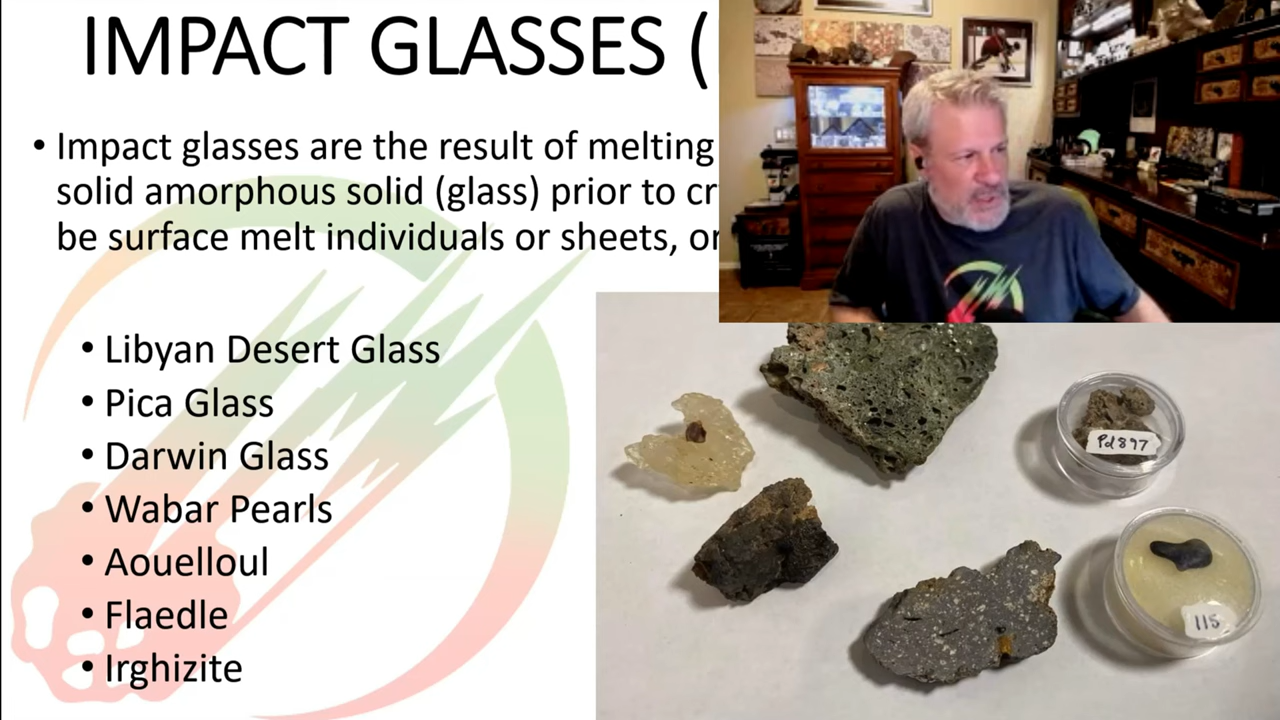 IMPACT GLASSES (
• Impact glasses are the result of melting
solid amorphous solid (glass) prior to cr
be surface melt individuals or sheets, or
• Libyan Desert Glass
• Pica Glass
• Darwin Glass
• Wabar Pearls
• Aouelloul
• Flaedle
• Irghizite
Pd897
115